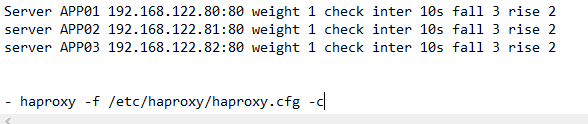 Server APP01 192.168.122.80:80 weight 1 check inter 10s fall 3 rise 2
server APP02 192.168.122.81:80 weight 1 check inter 10s fall 3 rise 2
server APP03 192.168.122.82:80 weight 1 check inter 10s fall 3 rise 2
- haproxy -f /etc/haproxy/haproxy.cfg -c